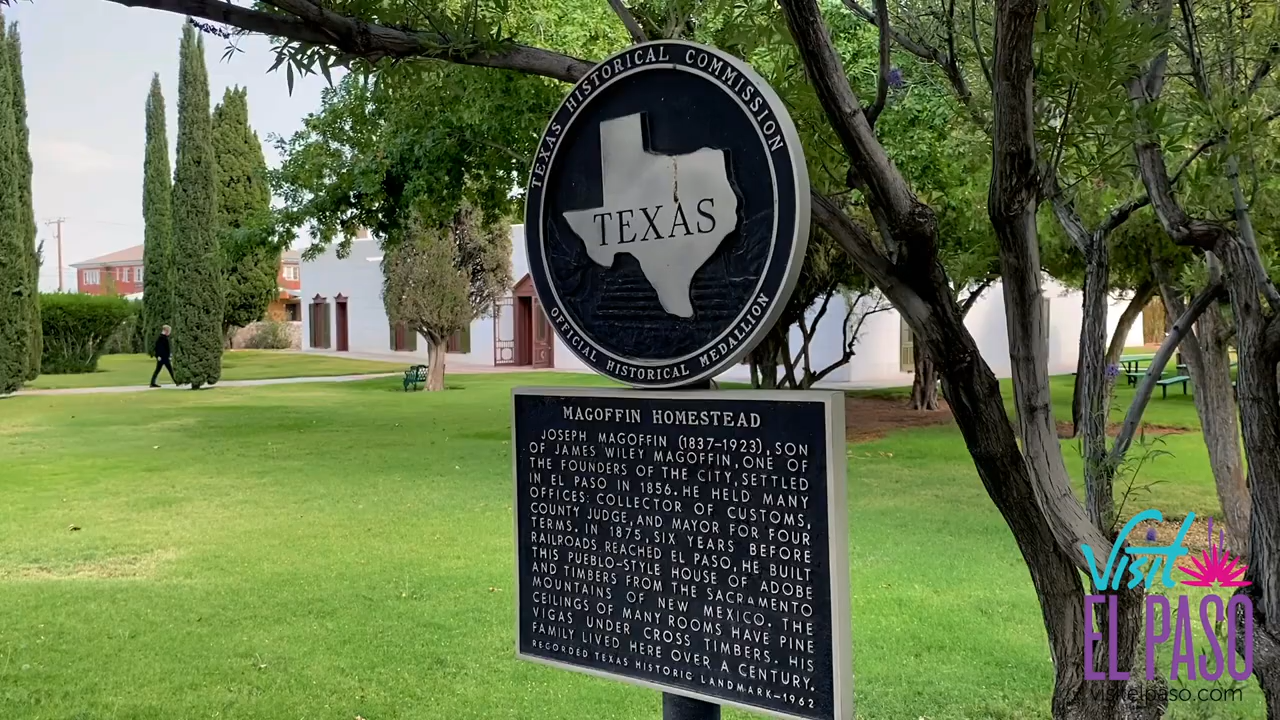 TEXAS HISTORICAL COMMISSION
TEXAS
OFFICIAL HISTORICAL MEDALLION
MAGOFFIN HOMESTEAD
JOSEPH MAGOFFIN (1837–1923), SON
OF JAMES WILEY MAGOFFIN, ONE OF
THE FOUNDERS OF THE CITY, SETTLED
IN EL PASO IN 1856. HE HELD MANY
OFFICES: COLLECTOR OF CUSTOMS,
COUNTY JUDGE, AND MAYOR FOR FOUR
TERMS. IN 1875, SIX YEARS BEFORE
RAILROADS REACHED EL PASO, HE BUILT
THIS PUEBLO-STYLE HOUSE OF ADOBE
AND TIMBERS FROM THE SACRAMENTO
MOUNTAINS OF NEW MEXICO. THE
CEILINGS OF MANY ROOMS HAVE PINE
VIGAS UNDER CROSS TIMBERS. HIS
FAMILY LIVED HERE OVER A CENTURY.
RECORDED TEXAS HISTORIC LANDMARK–1962
Visit
EL PASO
visitelpaso.com